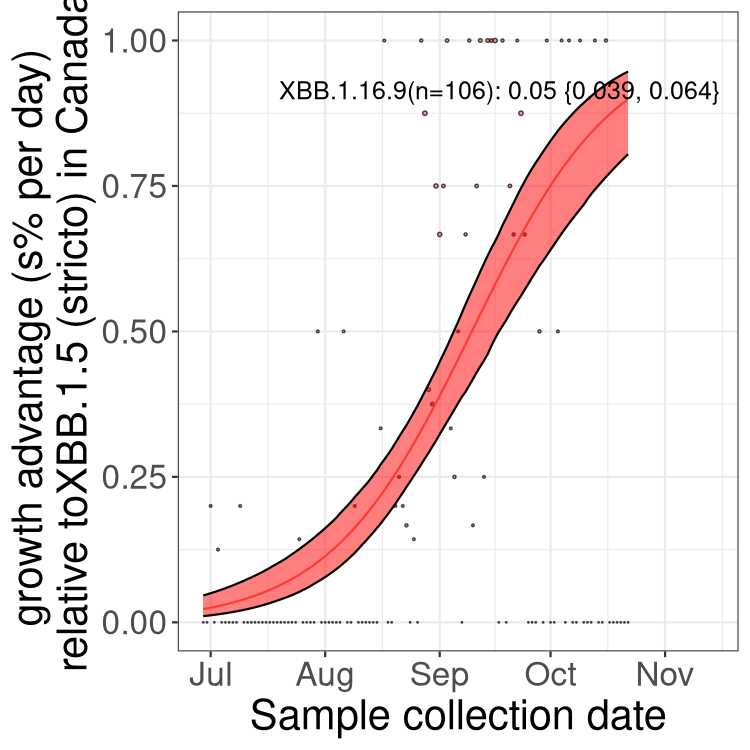 growth advantage (s% per day)
relative toXBB.1.5 (stricto) in Canada
1.00
0.75
0.50
0.25
0.00
XBB.1.16.9(n=106): 0.05 {0.039, 0.064}
Jul Aug Sep Oct Nov
Sample collection date